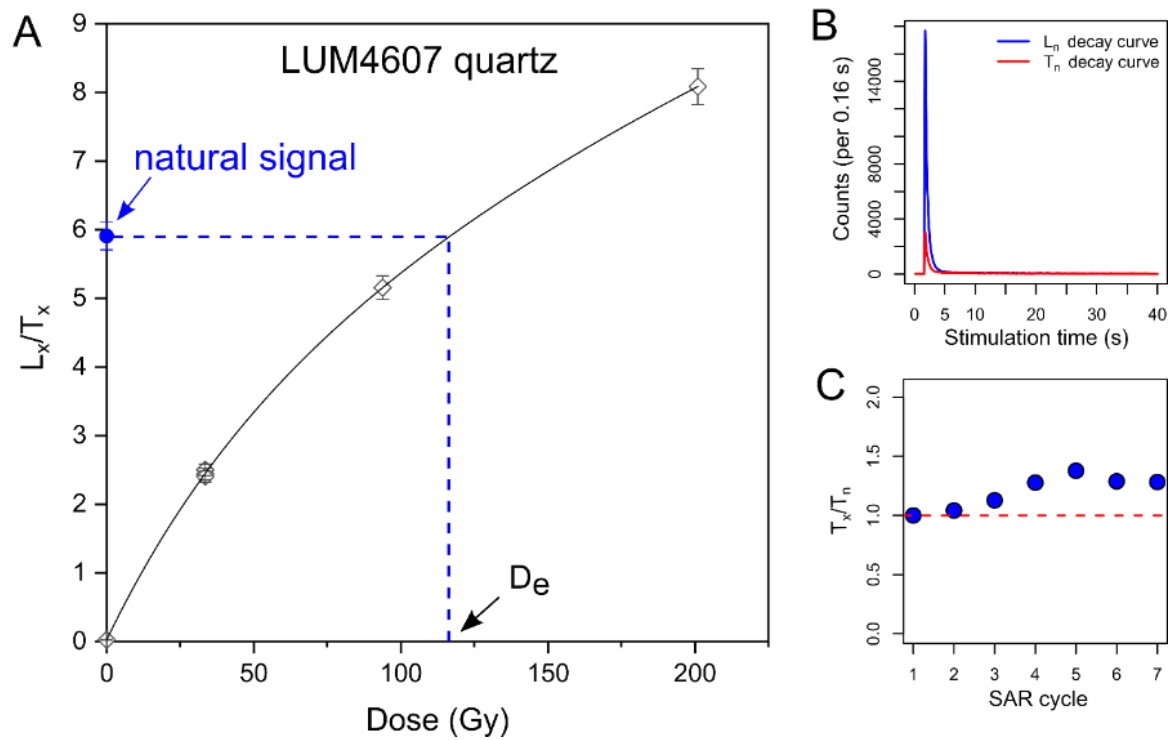 A
LUM4607 quartz
natural signal
Dₑ
9
8
7
6
5
4
3
2
1
0
Lₓ/Tₓ
0 50 100 150 200
Dose (Gy)
B
Lₙ decay curve
Tₙ decay curve
14000
8000
4000
0
Counts (per 0.16 s)
0 5 10 20 30 40
Stimulation time (s)
C
2.0
1.5
1.0
0.5
0.0
Tₓ/Tₙ
1 2 3 4 5 6 7
SAR cycle